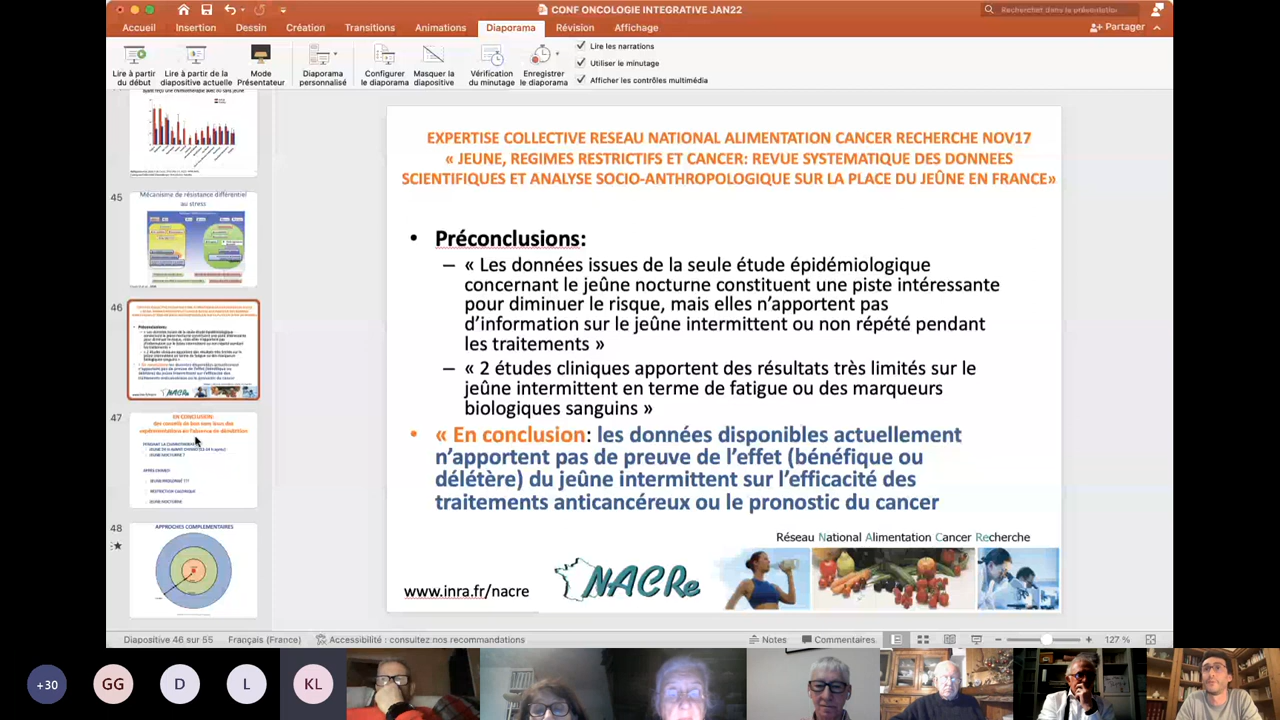 CONF ONCOLOGIE INTEGRATIVE JAN22
Rechercher dans la présentation
Accueil Insertion Dessin Création Transitions Animations Diaporama Révision Affichage
Partager
Lire à partir du début
Lire à partir de la diapositive actuelle
Mode Présentateur
Diaporama personnalisé
Configurer le diaporama
Masquer la diapositive
Vérification du minutage
Enregistrer le diaporama
Lire les narrations
Utiliser le minutage
Afficher les contrôles multimédia
45
Mécanisme de résistance différentiel
au stress
46
47
EN CONCLUSION:
48
APPROCHES COMPLEMENTAIRES
EXPERTISE COLLECTIVE RESEAU NATIONAL ALIMENTATION CANCER RECHERCHE NOV17
« JEUNE, REGIMES RESTRICTIFS ET CANCER: REVUE SYSTEMATIQUE DES DONNEES
SCIENTIFIQUES ET ANALYSE SOCIO-ANTHROPOLOGIQUE SUR LA PLACE DU JEÛNE EN FRANCE»
• Préconclusions:
– « Les données issues de la seule étude epidémiologique
concernant le jeûne nocturne constituent une piste intéressante
pour diminuer le risque, mais elles n’apportent pas
d’information sur le jeûne intermittent ou non répété pendant
les traitements »
– « 2 études cliniques apportent des résultats tres limités sur le
jeûne intermittent en terme de fatigue ou des marqueurs
biologiques sanguins »
• « En conclusion: les données disponibles actuellement
n’apportent pas de preuve de l’effet (bénéfique ou
délétère) du jeûne intermittent sur l’efficacité des
traitements anticancéreux ou le pronostic du cancer
Réseau National Alimentation Cancer Recherche
NACRe
www.inra.fr/nacre
Diapositive 46 sur 55 Français (France) Accessibilité : consultez nos recommandations Notes Commentaires 127 %
+30 GG D L KL